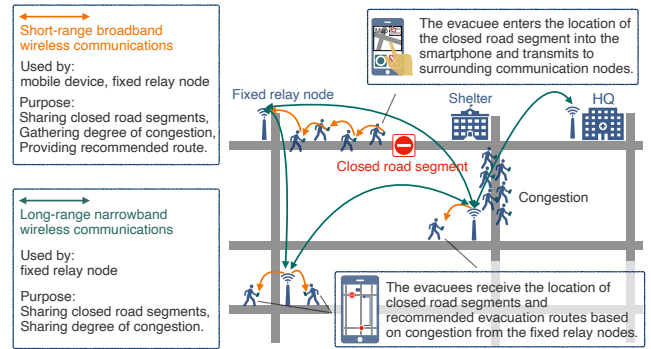 Short-range broadband
wireless communications
Used by:
mobile device, fixed relay node
Purpose:
Sharing closed road segments,
Gathering degree of congestion,
Providing recommended route.
Long-range narrowband
wireless communications
Used by:
fixed relay node
Purpose:
Sharing closed road segments,
Sharing degree of congestion.
The evacuee enters the location of
the closed road segment into the
smartphone and transmits to
surrounding communication nodes.
Fixed relay node
Shelter
HQ
Closed road segment
Congestion
The evacuees receive the location of
closed road segments and
recommended evacuation routes based
on congestion from the fixed relay nodes.